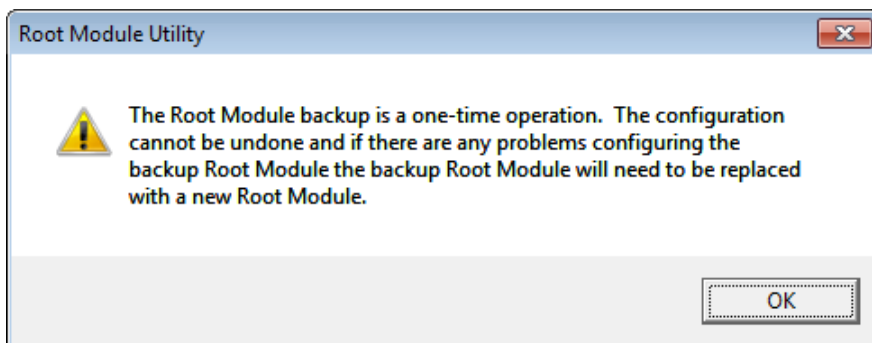 Root Module Utility
The Root Module backup is a one-time operation.  The configuration
cannot be undone and if there are any problems configuring the
backup Root Module the backup Root Module will need to be replaced
with a new Root Module.
OK